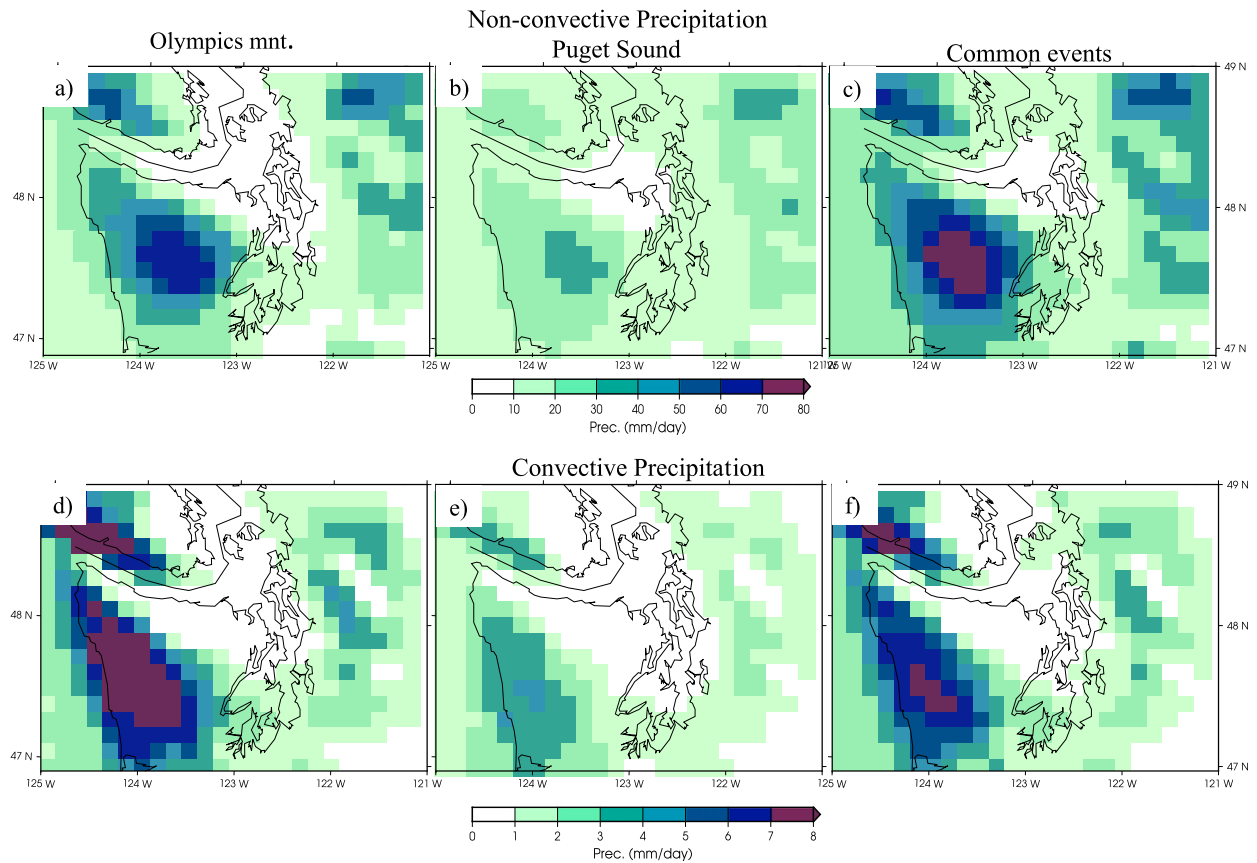 Non-convective Precipitation
Olympics mnt.
Puget Sound
Common events
a)
b)
c)
49 N
48 N
48 N
47 N
47 N
125 W
124 W
123 W
122 W
125 W
124 W
123 W
122 W
124 W
123 W
122 W
121 W
0
10
20
30
40
50
60
70
80
Prec. (mm/day)
Convective Precipitation
d)
e)
f)
49 N
48 N
48 N
47 N
47 N
125 W
124 W
123 W
122 W
121 W
124 W
123 W
122 W
125 W
124 W
123 W
122 W
121 W
0
1
2
3
4
5
6
7
8
Prec. (mm/day)